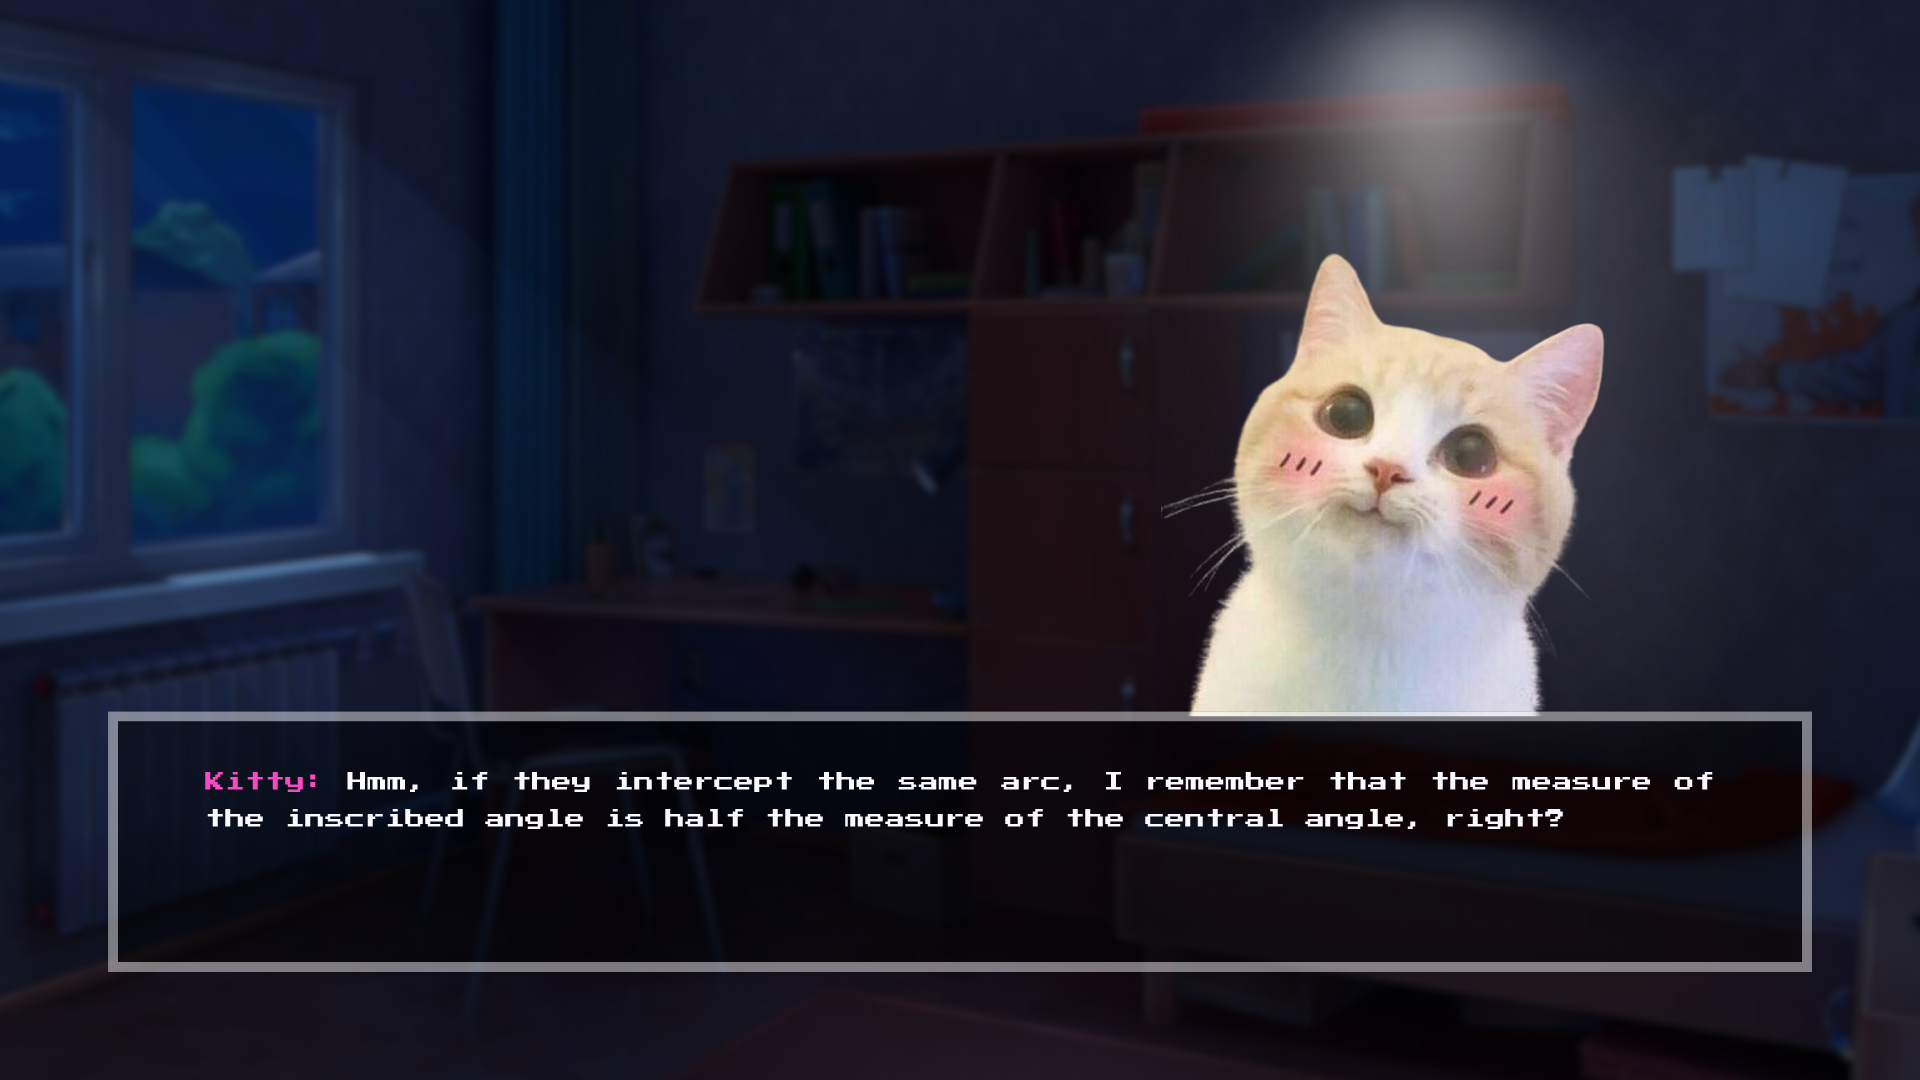 Kitty: Hmm, if they intercept the same arc, I remember that the measure of
the inscribed angle is half the measure of the central angle, right?